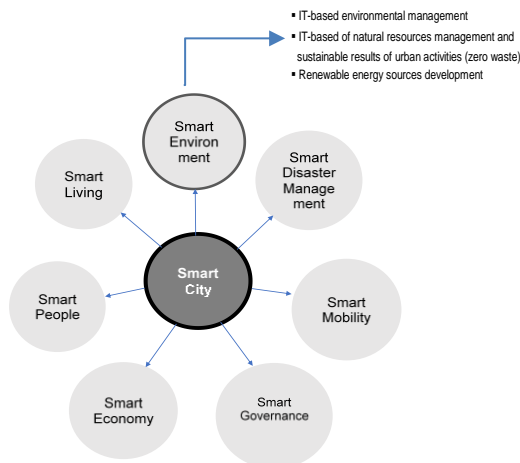 ▪ IT-based environmental management
▪ IT-based of natural resources management and
sustainable results of urban activities (zero waste)
▪ Renewable energy sources development
Smart
Environ
ment
Smart
Disaster
Manage
ment
Smart
Living
Smart
City
Smart
People
Smart
Mobility
Smart
Economy
Smart
Governance